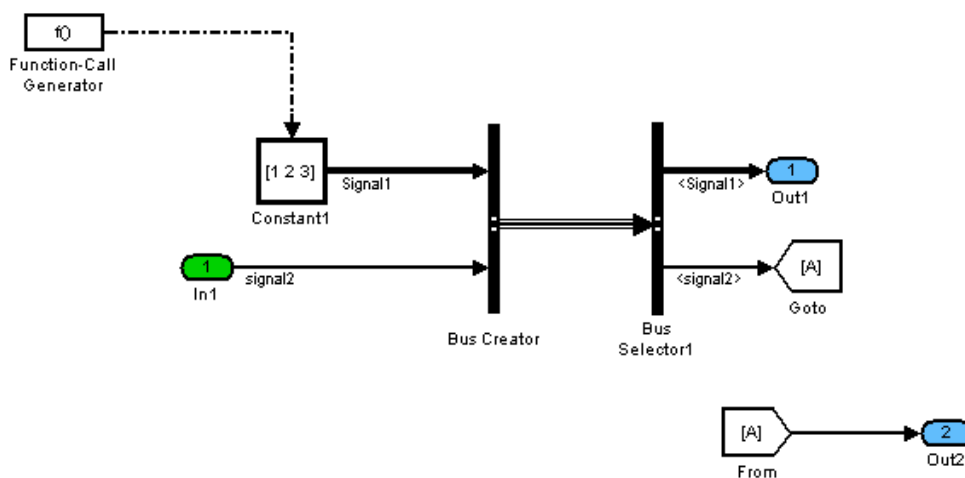 f()
Function-Call
Generator
[1 2 3]
Signal1
Constant1
<Signal1>
1
Out1
1
signal2
In1
<signal2>
[A]
Goto
Bus Creator
Bus
Selector1
[A]
From
2
Out2